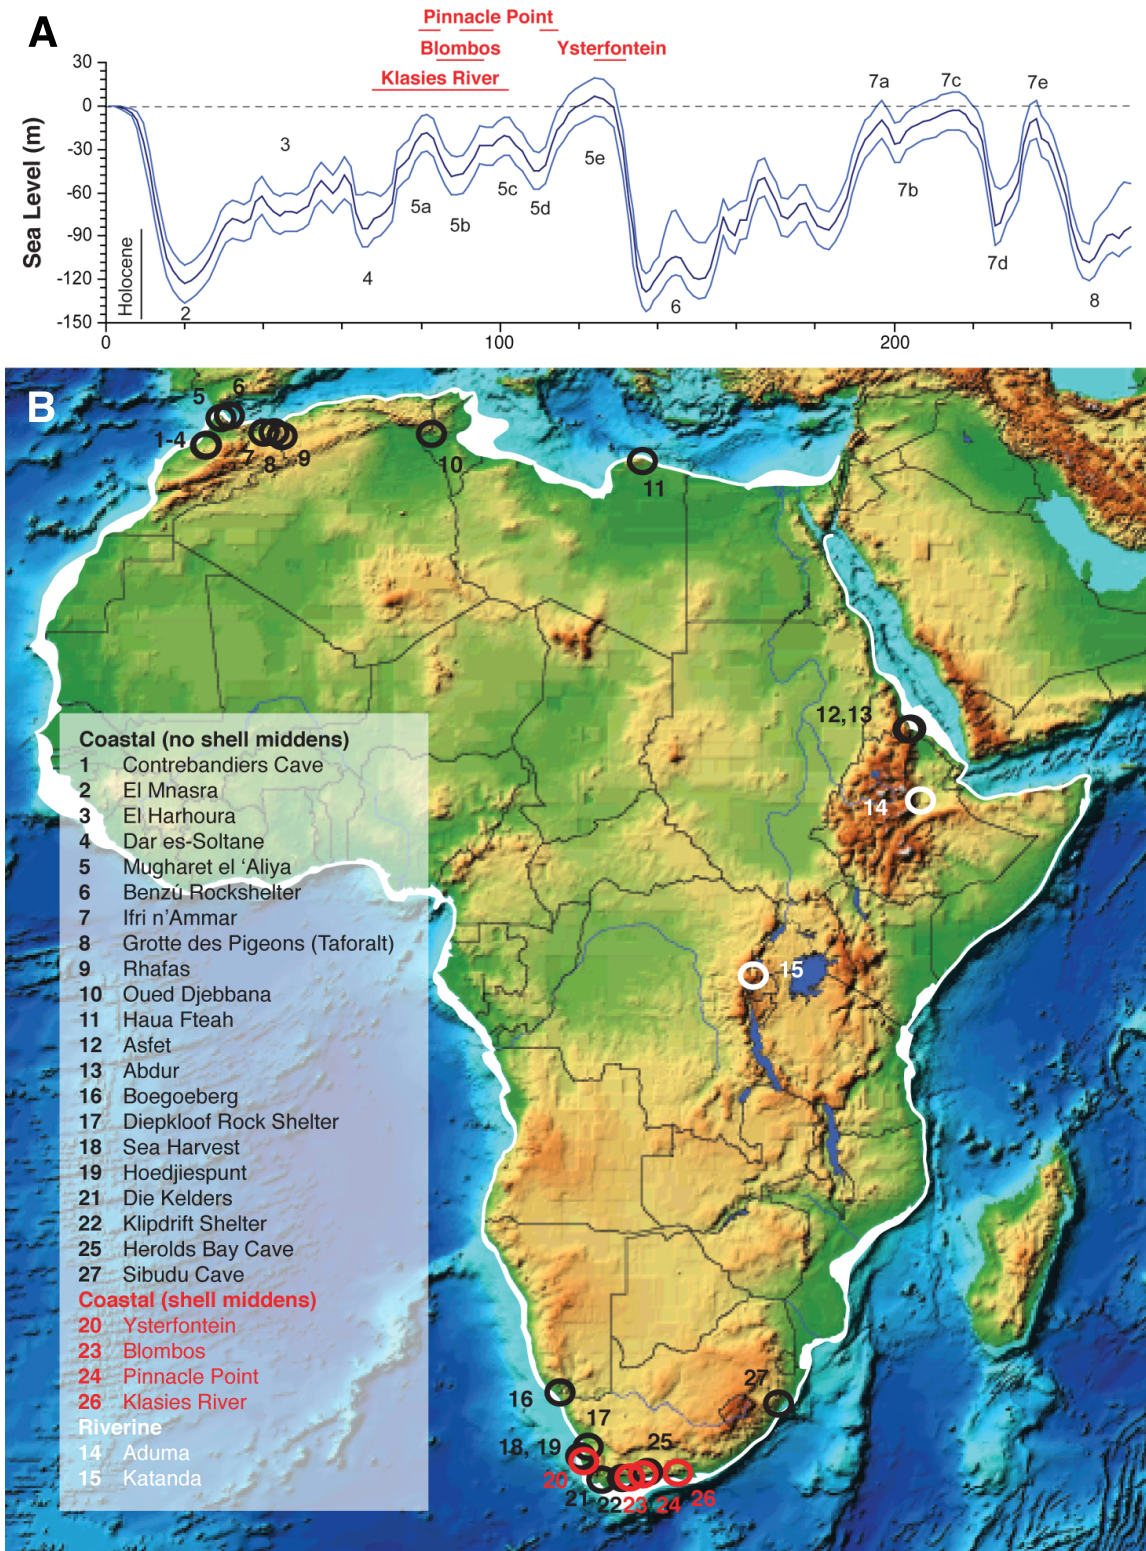 A
Pinnacle Point
Blombos
Ysterfontein
Klasies River
30
0
-30
-60
-90
-120
-150
Sea Level (m)
Holocene
2
3
4
5a
5b
5c
5d
5e
6
7a
7b
7c
7d
7e
8
0
100
200
B
5
6
1-4
7
8
9
10
11
12,13
14
15
16
17
18, 19
20
21
22
23
24
25
26
27
Coastal (no shell middens)
1 Contrebandiers Cave
2 El Mnasra
3 El Harhoura
4 Dar es-Soltane
5 Mugharet el ‘Aliya
6 Benzú Rockshelter
7 Ifri n’Ammar
8 Grotte des Pigeons (Taforalt)
9 Rhafas
10 Oued Djebbana
11 Haua Fteah
12 Asfet
13 Abdur
16 Boegoeberg
17 Diepkloof Rock Shelter
18 Sea Harvest
19 Hoedjiespunt
21 Die Kelders
22 Klipdrift Shelter
25 Herolds Bay Cave
27 Sibudu Cave
Coastal (shell middens)
20 Ysterfontein
23 Blombos
24 Pinnacle Point
26 Klasies River
Riverine
14 Aduma
15 Katanda